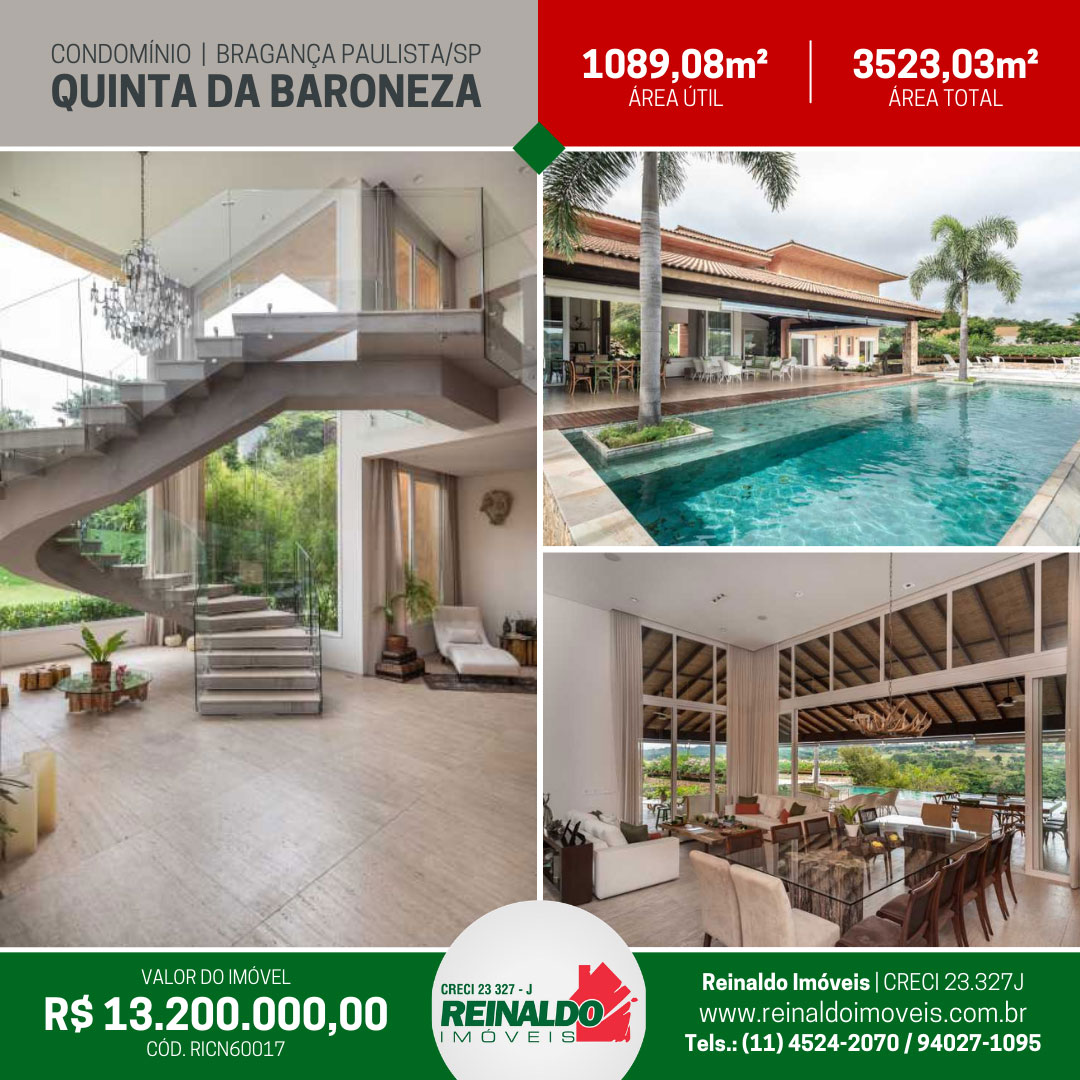 CONDOMÍNIO | BRAGANÇA PAULISTA/SP
QUINTA DA BARONEZA
1089,08m²
ÁREA ÚTIL
3523,03m²
ÁREA TOTAL
VALOR DO IMÓVEL
R$ 13.200.000,00
CÓD. RICN60017
CRECI 23 327 - J
REINALDO
IMÓVEIS
Reinaldo Imóveis | CRECI 23.327J
www.reinaldoimoveis.com.br
Tels.: (11) 4524-2070 / 94027-1095